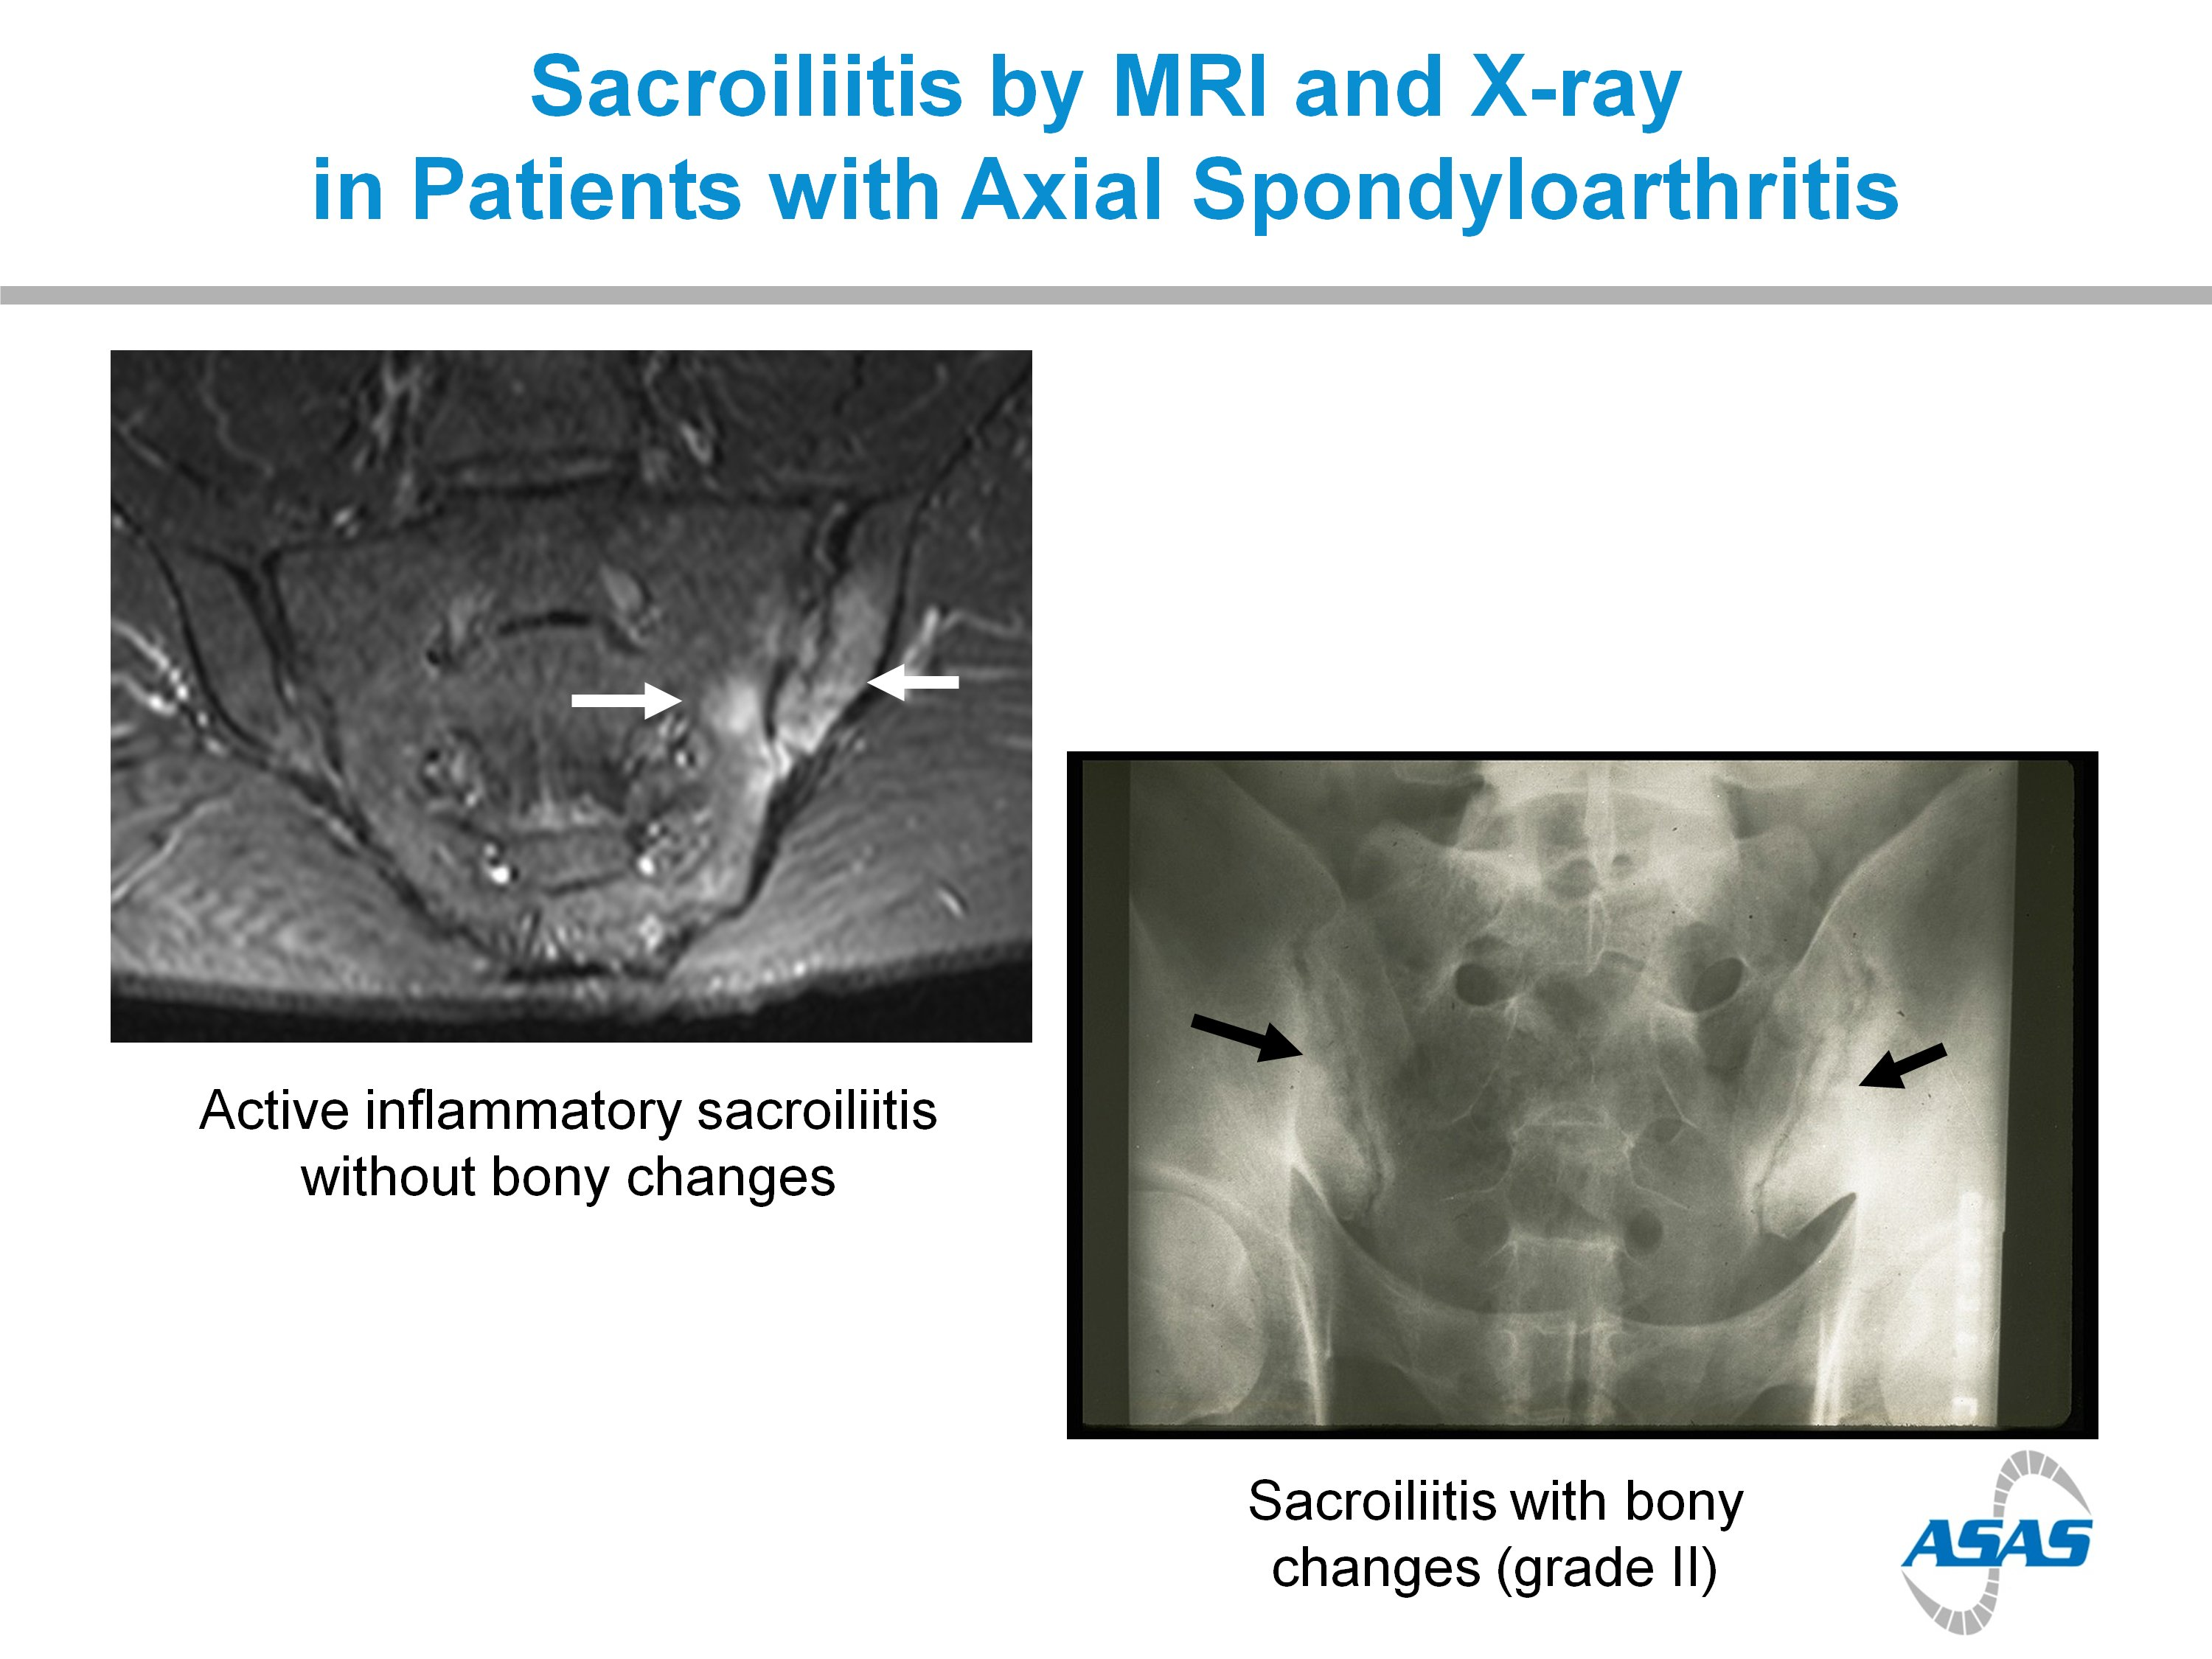 Sacroiliitis by MRI and X-ray
in Patients with Axial Spondyloarthritis
Active inflammatory sacroiliitis
without bony changes
Sacroiliitis with bony
changes (grade II)
ASAS